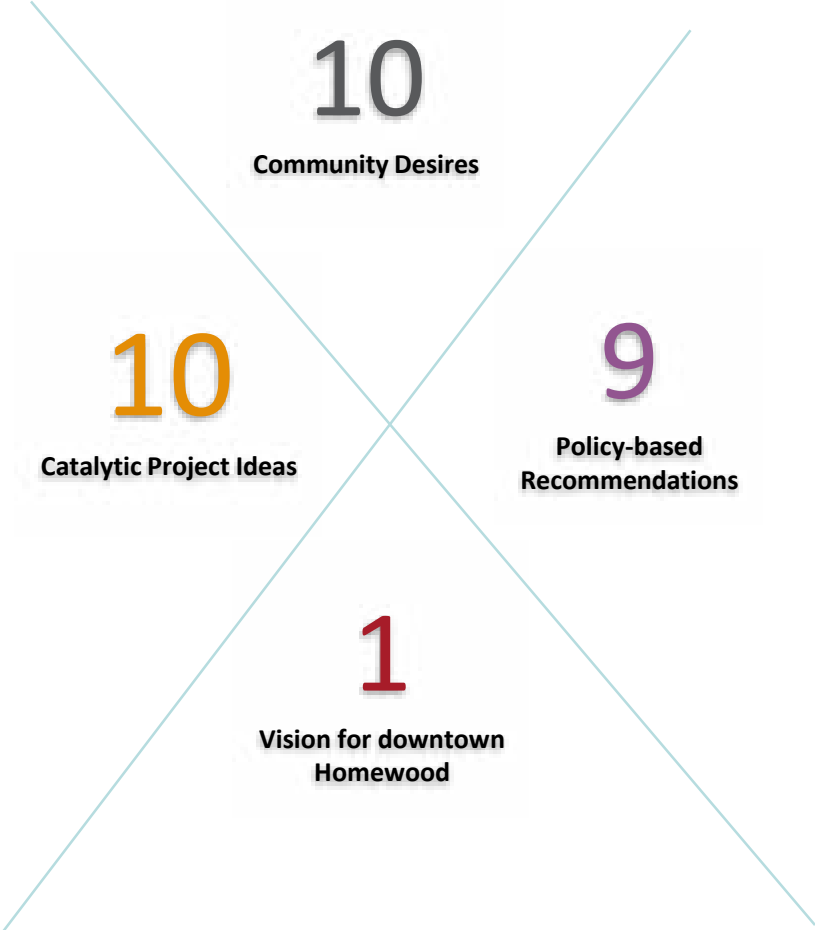 10
Community Desires
10
Catalytic Project Ideas
9
Policy-based
Recommendations
1
Vision for downtown
Homewood